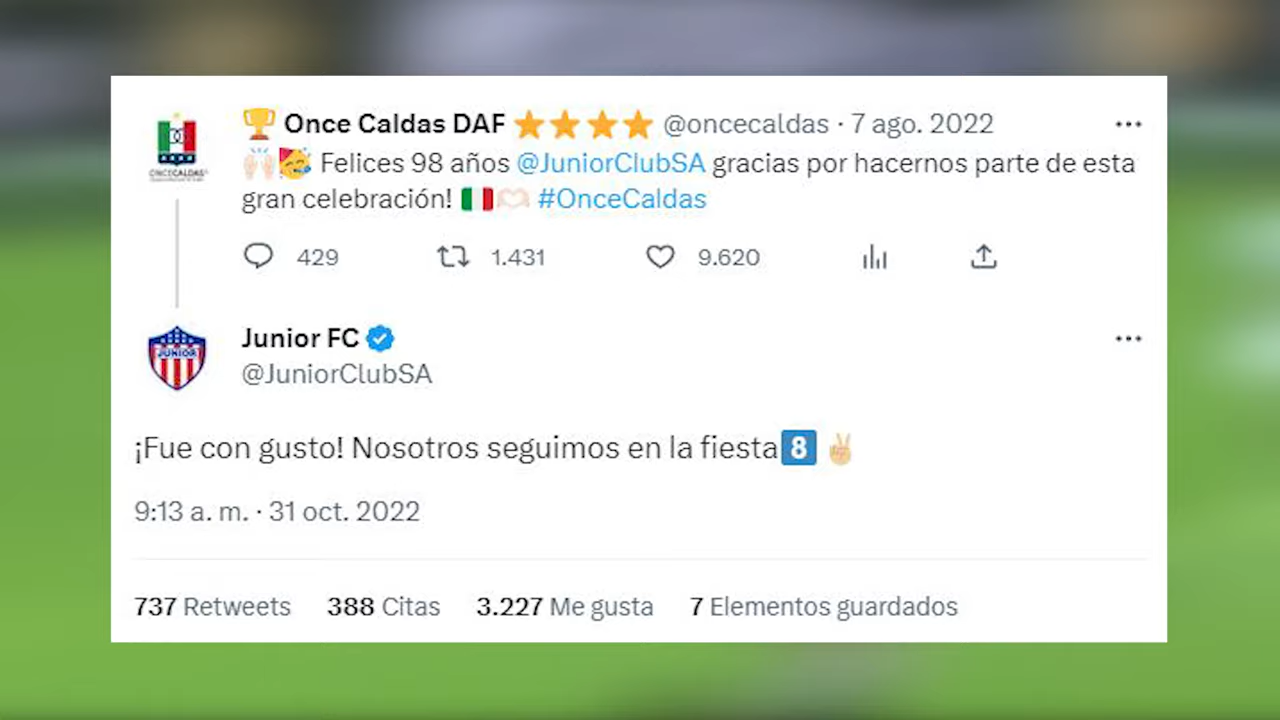 🏆 Once Caldas DAF ⭐⭐⭐⭐ @oncecaldas · 7 ago. 2022
🙌🏻🥳 Felices 98 años @JuniorClubSA gracias por hacernos parte de esta
gran celebración! 🇮🇹🫶🏻 #OnceCaldas
429 1.431 9.620
ONCECALDAS
JUNIOR
Junior FC
@JuniorClubSA
¡Fue con gusto! Nosotros seguimos en la fiesta8️⃣ ✌🏼
9:13 a. m. · 31 oct. 2022
737 Retweets 388 Citas 3.227 Me gusta 7 Elementos guardados